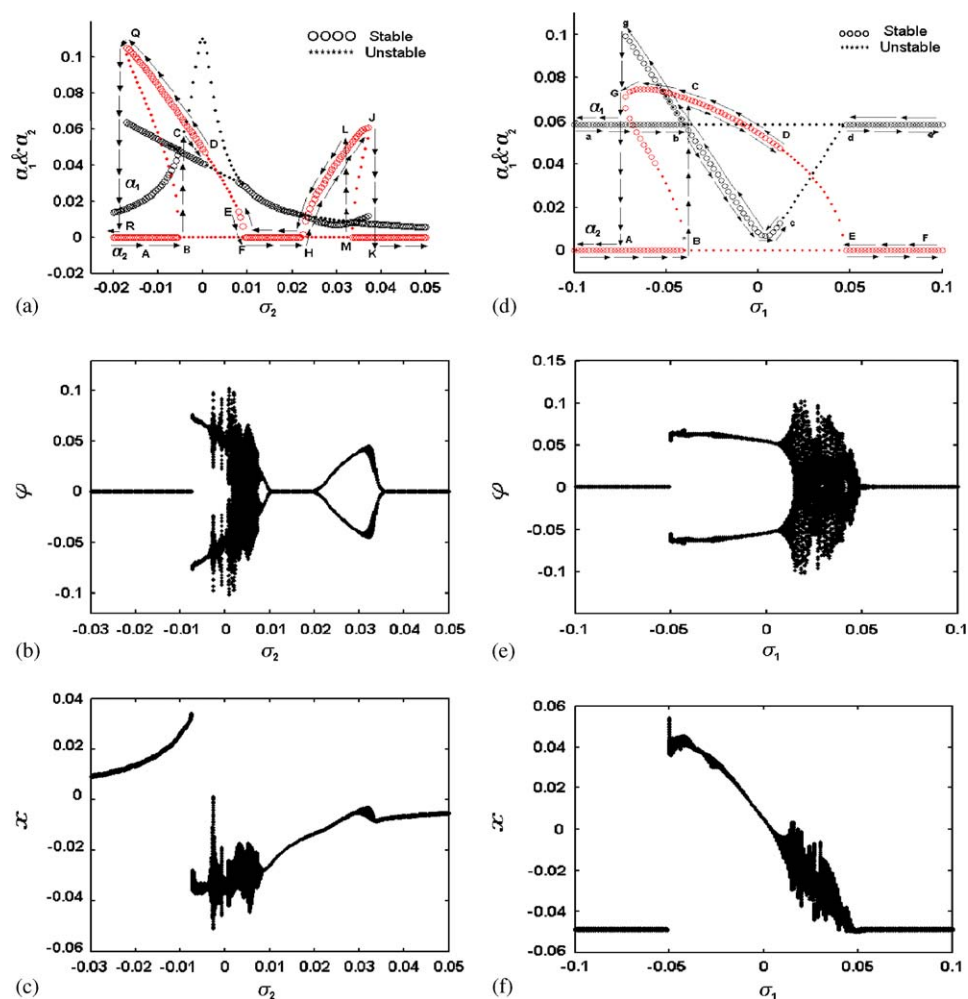 0.1
0.08
0.06
0.04
0.02
0
-0.02
α₁ & α₂
Q
C
D
L
J
α₁
R
E
α₂
A
B
F
H
M
K
Stable
Unstable
-0.02 -0.01 0 0.01 0.02 0.03 0.04 0.05
σ₂
(a)
0.1
0.08
0.06
0.04
0.02
0
-0.02
α₁ & α₂
g
Stable
Unstable
G
C
α₁
a
b
D
d
e
c
α₂
A
B
E
F
-0.1 -0.05 0 0.05 0.1
σ₁
(d)
0.1
0.05
0
-0.05
-0.1
φ
-0.03 -0.02 -0.01 0 0.01 0.02 0.03 0.04 0.05
σ₂
(b)
0.15
0.1
0.05
0
-0.05
-0.1
φ
-0.1 -0.05 0 0.05 0.1
σ₁
(e)
0.04
0.02
0
-0.02
-0.04
-0.06
x
-0.03 -0.02 -0.01 0 0.01 0.02 0.03 0.04 0.05
σ₂
(c)
0.06
0.04
0.02
0
-0.02
-0.04
-0.06
x
-0.1 -0.05 0 0.05 0.1
σ₁
(f)